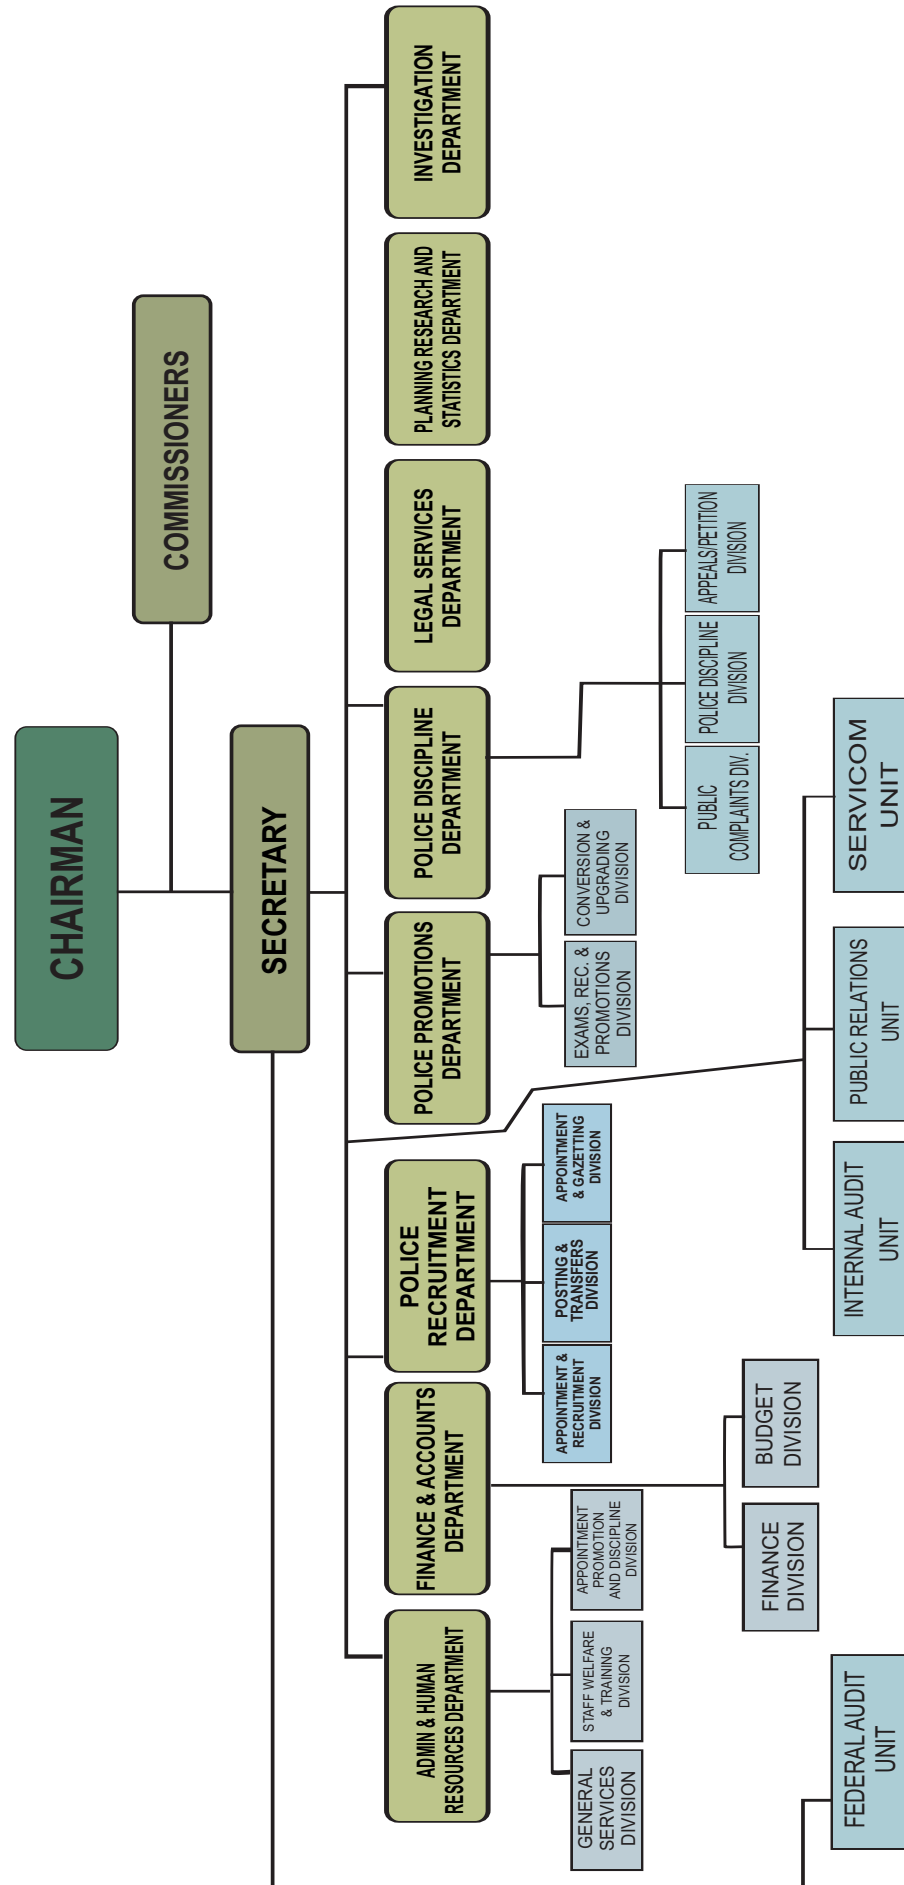 CHAIRMAN
COMMISSIONERS
SECRETARY
ADMIN & HUMAN
RESOURCES DEPARTMENT
FINANCE & ACCOUNTS
DEPARTMENT
POLICE
RECRUITMENT
DEPARTMENT
POLICE PROMOTIONS
DEPARTMENT
POLICE DISCIPLINE
DEPARTMENT
LEGAL SERVICES
DEPARTMENT
PLANNING RESEARCH AND
STATISTICS DEPARTMENT
INVESTIGATION
DEPARTMENT
GENERAL
SERVICES
DIVISION
STAFF WELFARE
& TRAINING
DIVISION
APPOINTMENT
PROMOTION
AND DISCIPLINE
DIVISION
APPOINTMENT &
RECRUITMENT
DIVISION
POSTING &
TRANSFERS
DIVISION
APPOINTMENT
& GAZETTING
DIVISION
EXAMS, REC. &
PROMOTIONS
DIVISION
CONVERSION &
UPGRADING
DIVISION
PUBLIC
COMPLAINTS DIV.
POLICE DISCIPLINE
DIVISION
APPEALS/PETITION
DIVISION
FINANCE
DIVISION
BUDGET
DIVISION
FEDERAL AUDIT
UNIT
INTERNAL AUDIT
UNIT
PUBLIC RELATIONS
UNIT
SERVICOM
UNIT